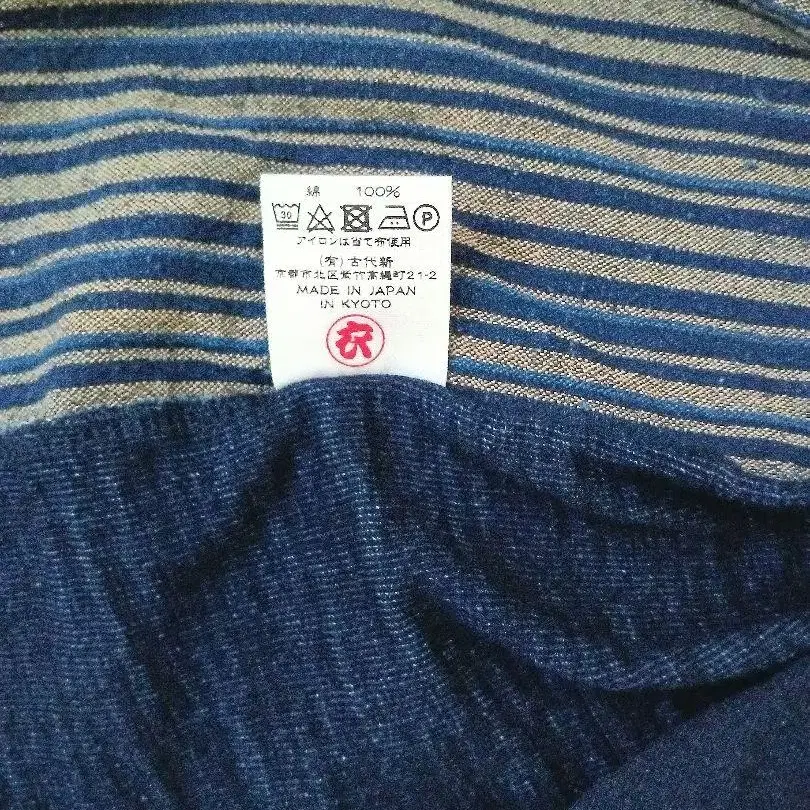 綿 100%
30 P
アイロンは当て布使用
(有)古代新
京都市北区紫竹高縄町21-2
MADE IN JAPAN
IN KYOTO
衣